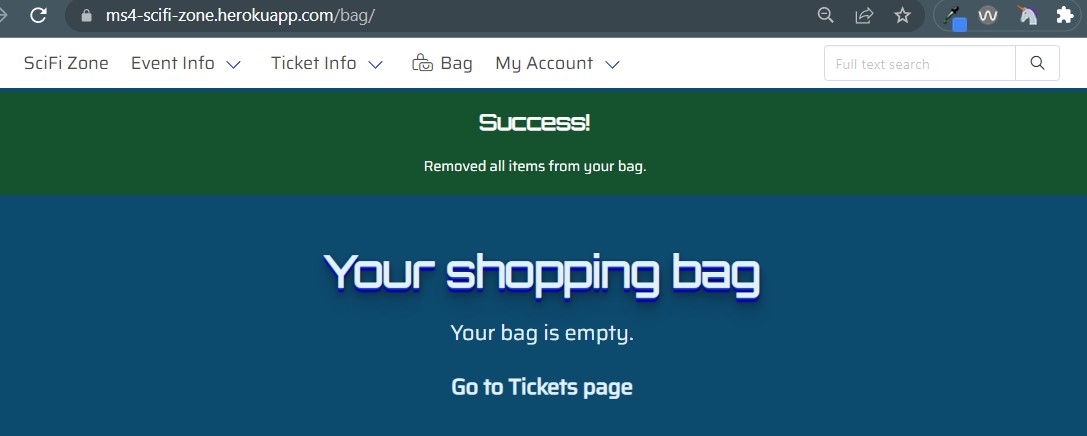 ms4-scifi-zone.herokuapp.com/bag/
SciFi Zone Event Info Ticket Info Bag My Account Full text search
Success!
Removed all items from your bag.
Your shopping bag
Your bag is empty.
Go to Tickets page